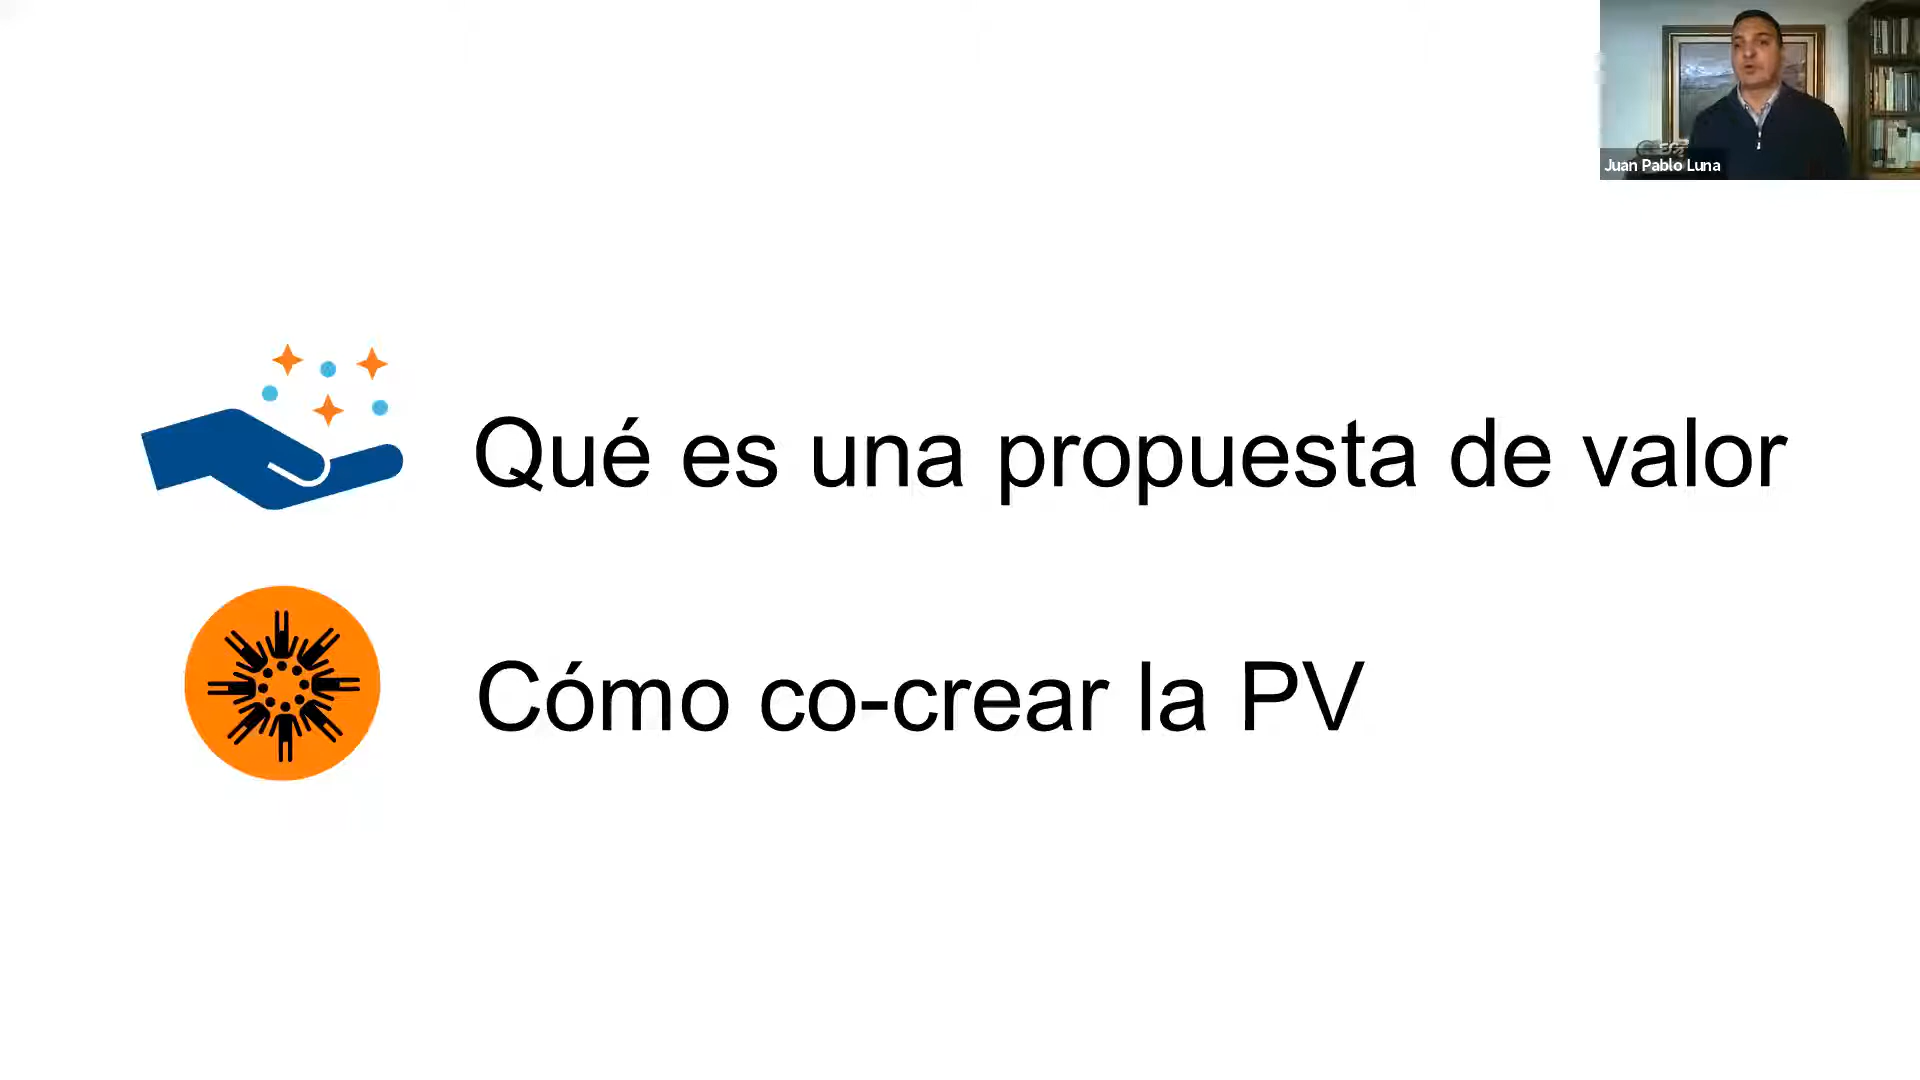 Juan Pablo Luna
Qué es una propuesta de valor
Cómo co-crear la PV